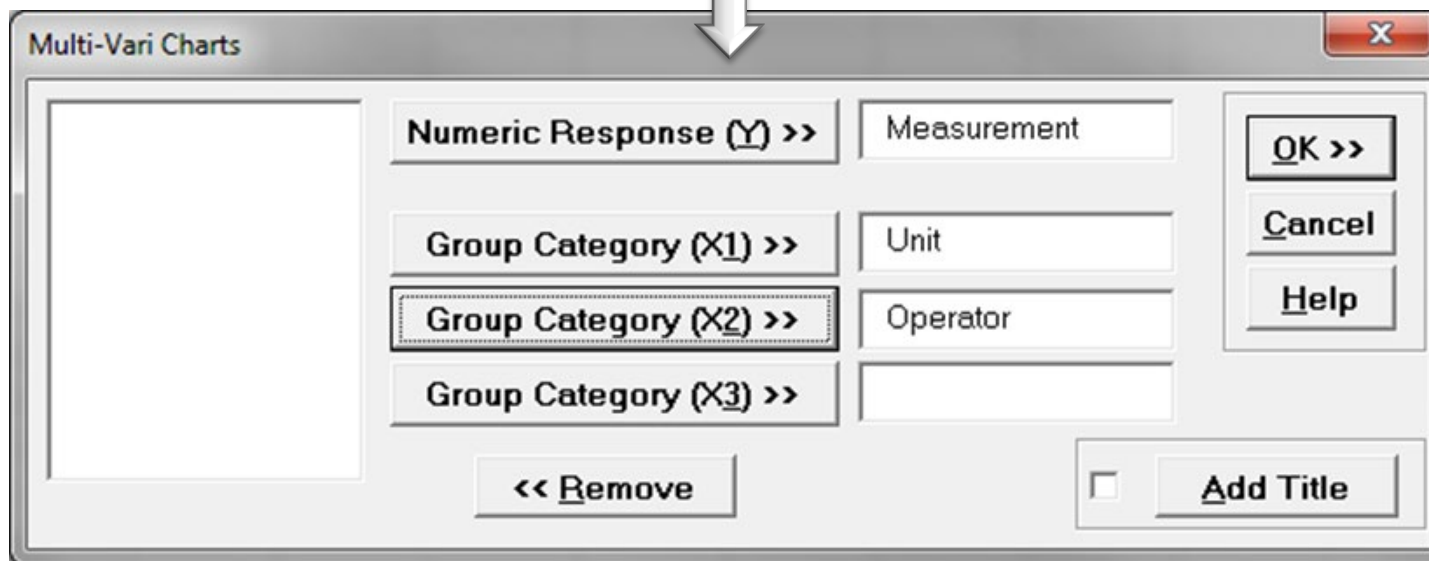 Multi-Vari Charts
Numeric Response (Y) >>
Measurement
OK >>
Group Category (X1) >>
Unit
Cancel
Group Category (X2) >>
Operator
Help
Group Category (X3) >>
<< Remove
Add Title